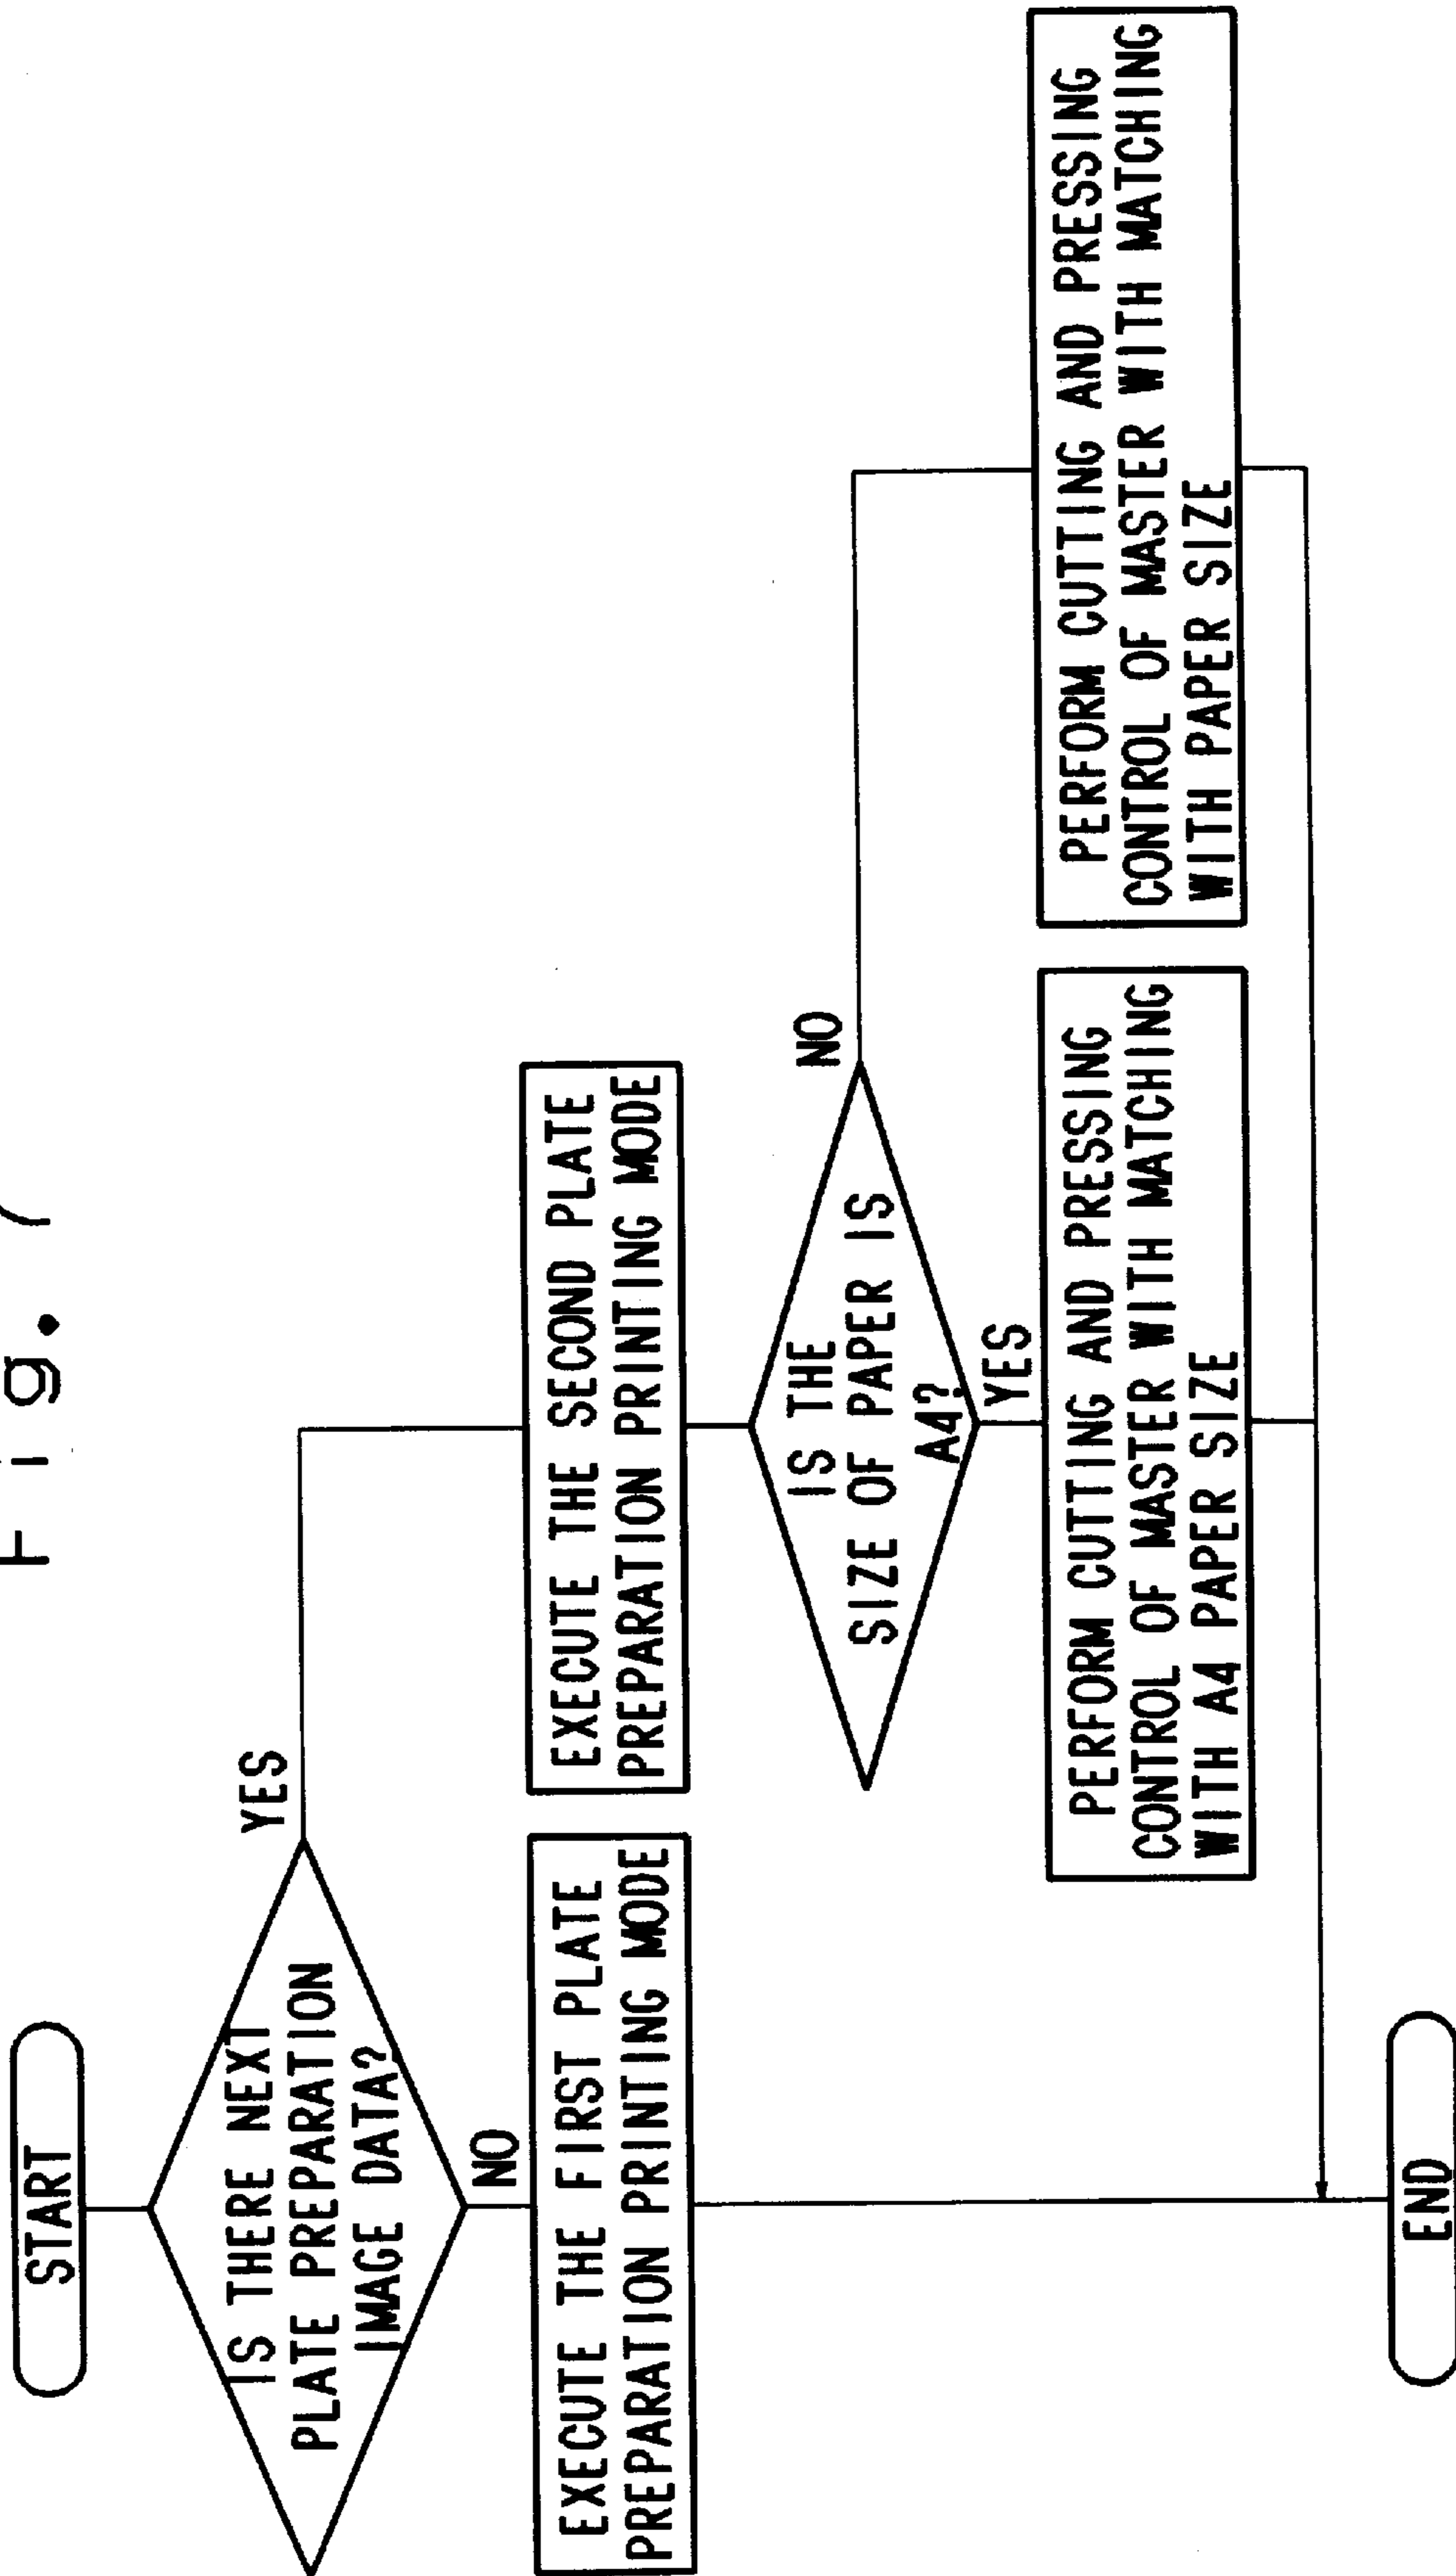 Fig. 7
START
IS THERE NEXT
PLATE PREPARATION
IMAGE DATA?
YES
NO
EXECUTE THE FIRST PLATE
PREPARATION PRINTING MODE
EXECUTE THE SECOND PLATE
PREPARATION PRINTING MODE
IS THE
SIZE OF PAPER IS
A4?
NO
YES
PERFORM CUTTING AND PRESSING
CONTROL OF MASTER WITH MATCHING
WITH A4 PAPER SIZE
PERFORM CUTTING AND PRESSING
CONTROL OF MASTER WITH MATCHING
WITH PAPER SIZE
END